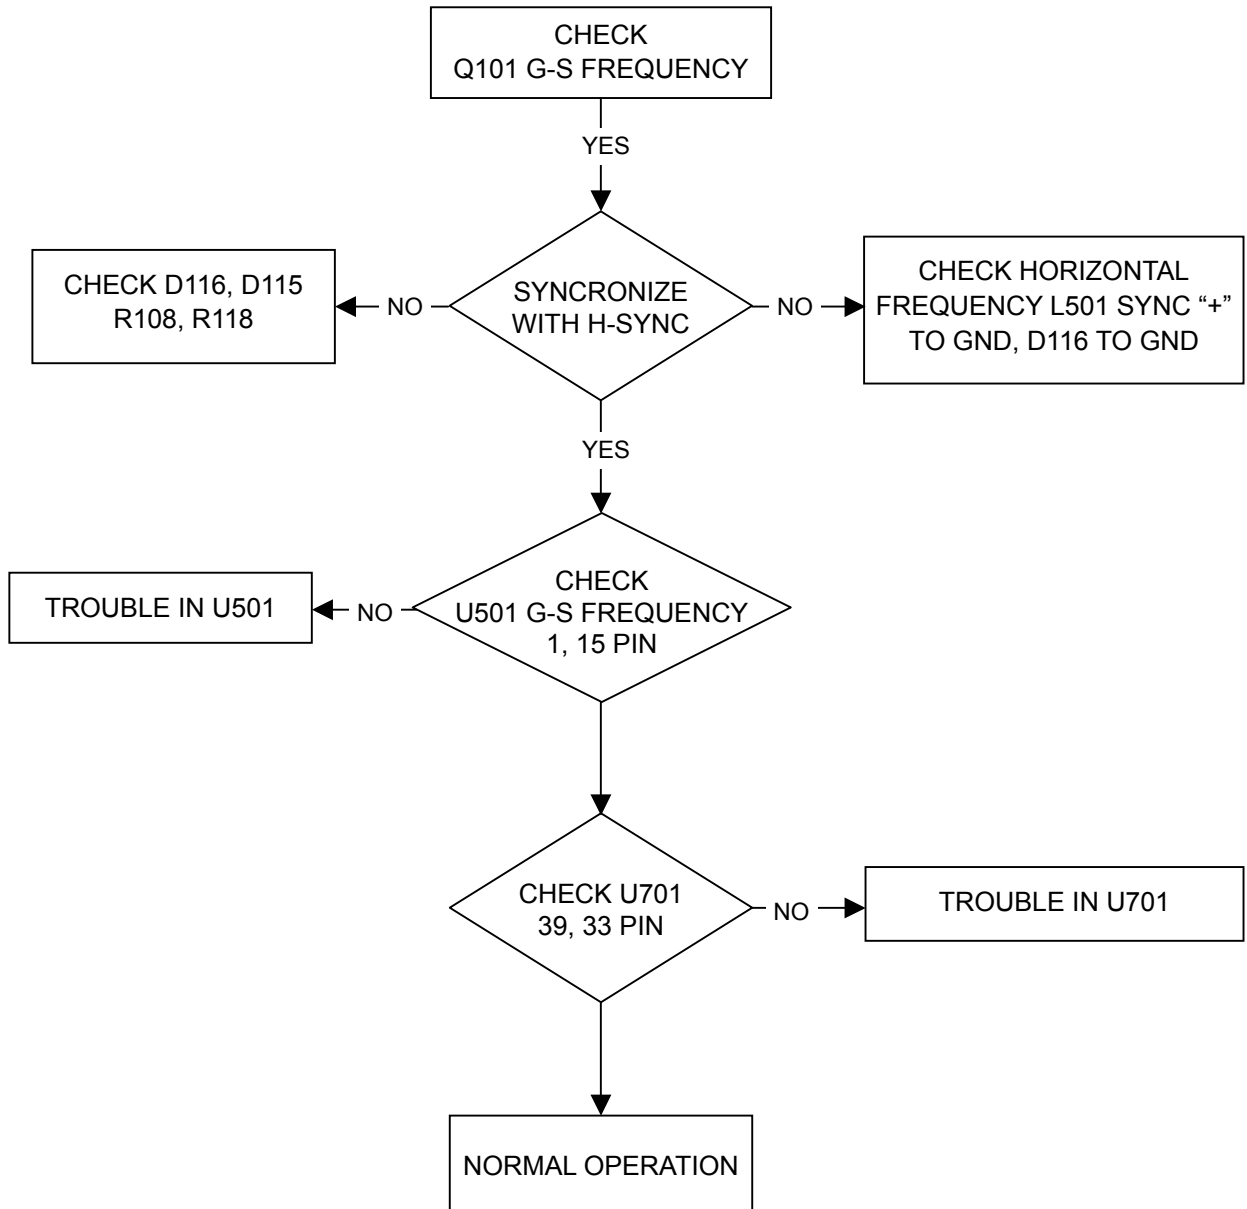 CHECK
Q101 G-S FREQUENCY
YES
CHECK D116, D115
R108, R118
NO
SYNCRONIZE
WITH H-SYNC
NO
CHECK HORIZONTAL
FREQUENCY L501 SYNC “+”
TO GND, D116 TO GND
YES
TROUBLE IN U501
NO
CHECK
U501 G-S FREQUENCY
1, 15 PIN
CHECK U701
39, 33 PIN
NO
TROUBLE IN U701
NORMAL OPERATION